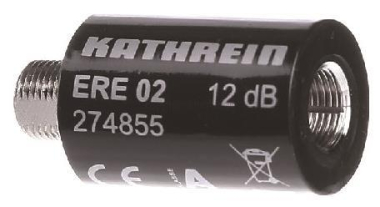 KATHREIN
ERE 02 12 dB
274855
CE